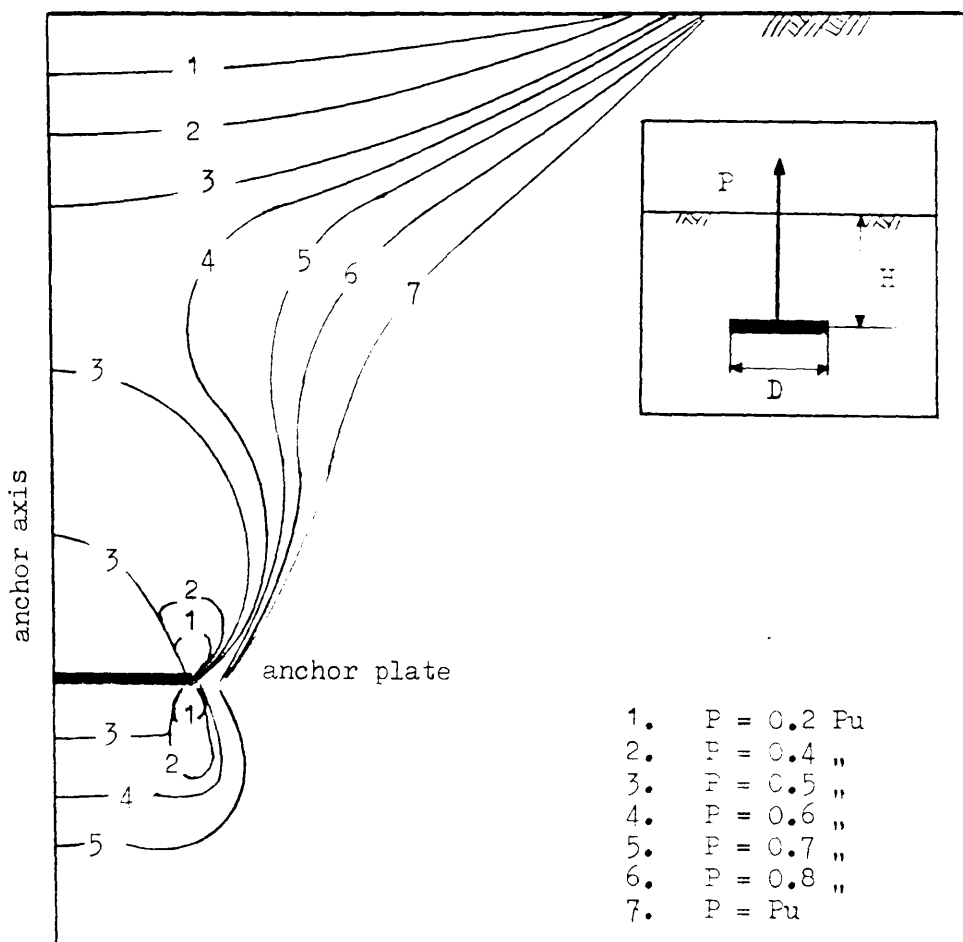 1
2
3
4
5
6
7
3
3
2
1
anchor axis
anchor plate
1
3
2
4
5
P
H
D
1. P = 0.2 Pu
2. P = 0.4 „
3. P = 0.5 „
4. P = 0.6 „
5. P = 0.7 „
6. P = 0.8 „
7. P = Pu